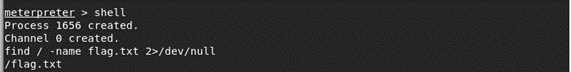 meterpreter > shell
Process 1656 created.
Channel 0 created.
find / -name flag.txt 2>/dev/null
/flag.txt